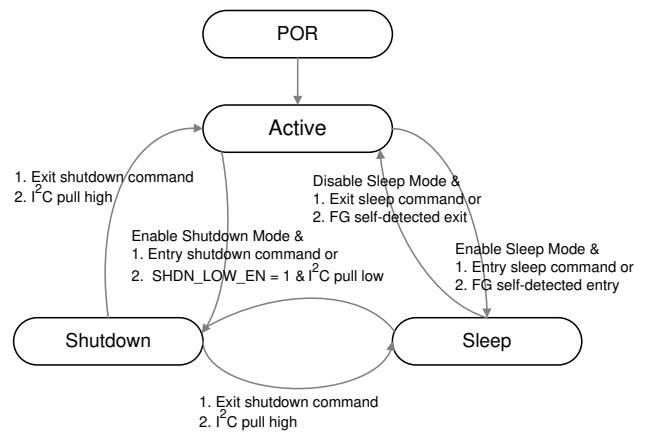 POR
Active
1. Exit shutdown command
2. I²C pull high
Disable Sleep Mode &
1. Exit sleep command or
2. FG self-detected exit
Enable Shutdown Mode &
1. Entry shutdown command or
2. SHDN_LOW_EN = 1 & I²C pull low
Enable Sleep Mode &
1. Entry sleep command or
2. FG self-detected entry
Shutdown
Sleep
1. Exit shutdown command
2. I²C pull high